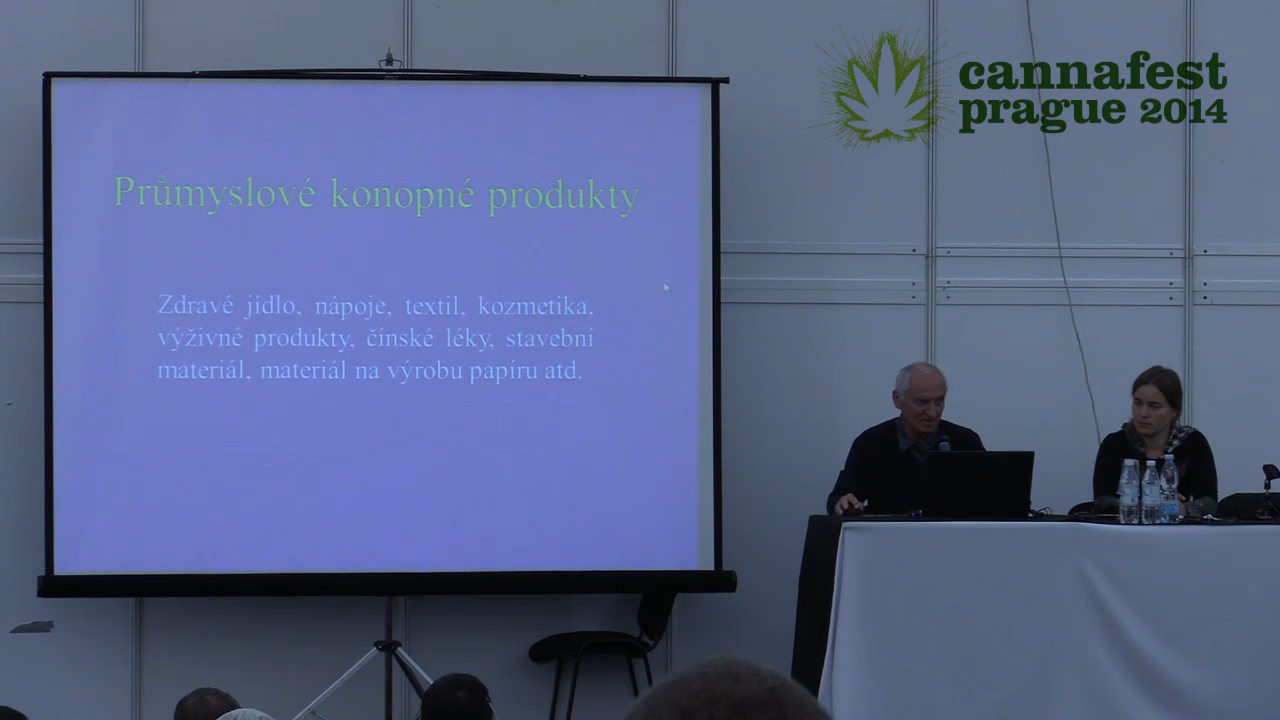 cannafest
prague 2014
Průmyslové konopné produkty
Zdravé jídlo, nápoje, textil, kozmetika,
výživné produkty, čínské léky, stavební
materiál, materiál na výrobu papíru atd.